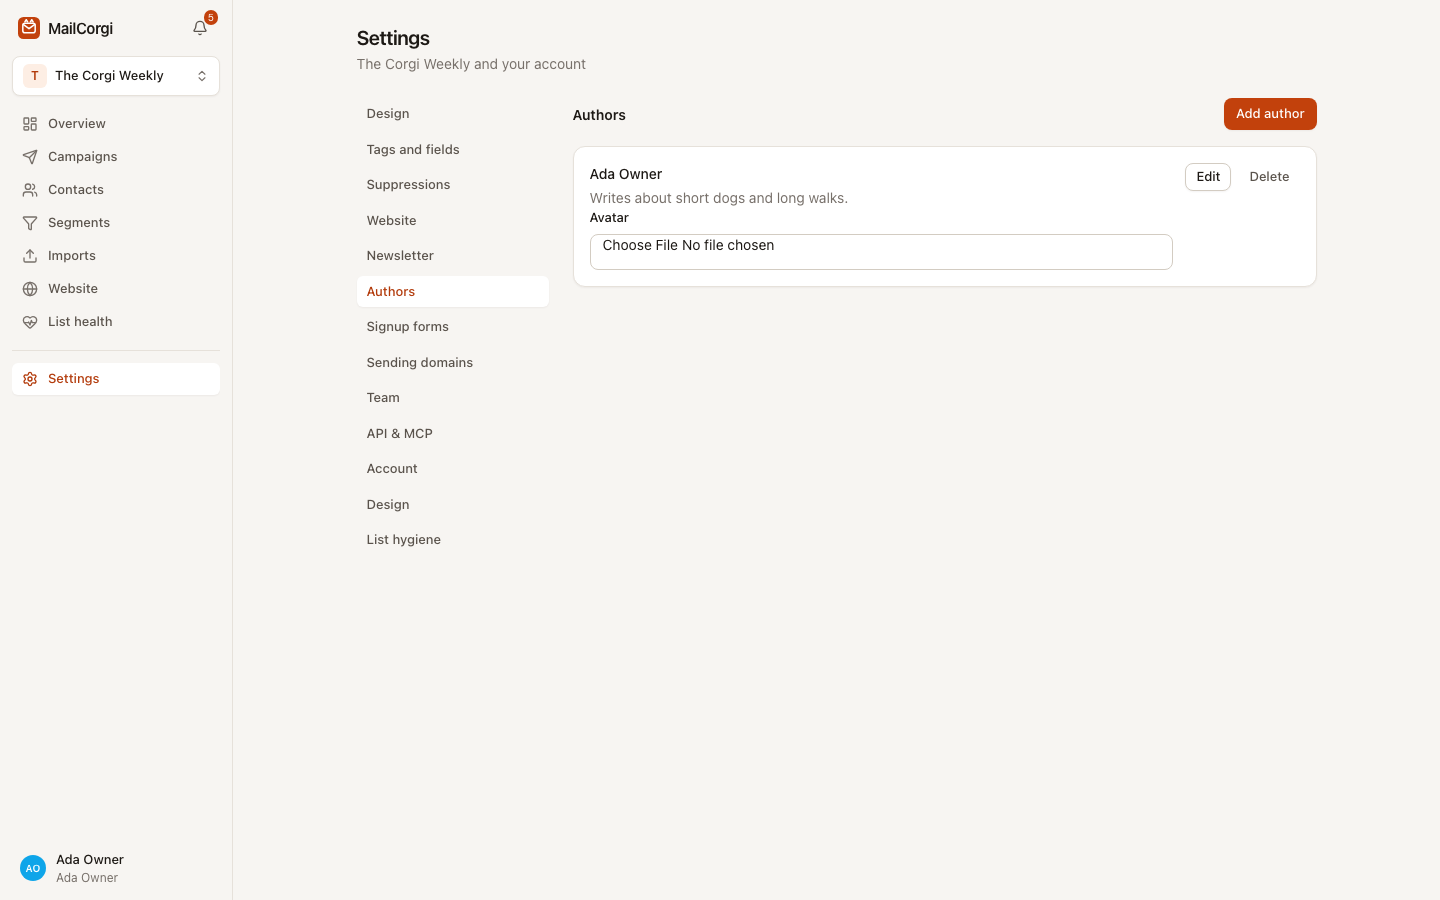 MailCorgi
5
T The Corgi Weekly
Overview
Campaigns
Contacts
Segments
Imports
Website
List health
Settings
AO
Ada Owner
Ada Owner
Settings
The Corgi Weekly and your account
Design
Tags and fields
Suppressions
Website
Newsletter
Authors
Signup forms
Sending domains
Team
API & MCP
Account
Design
List hygiene
Authors
Add author
Ada Owner
Edit
Delete
Writes about short dogs and long walks.
Avatar
Choose File No file chosen